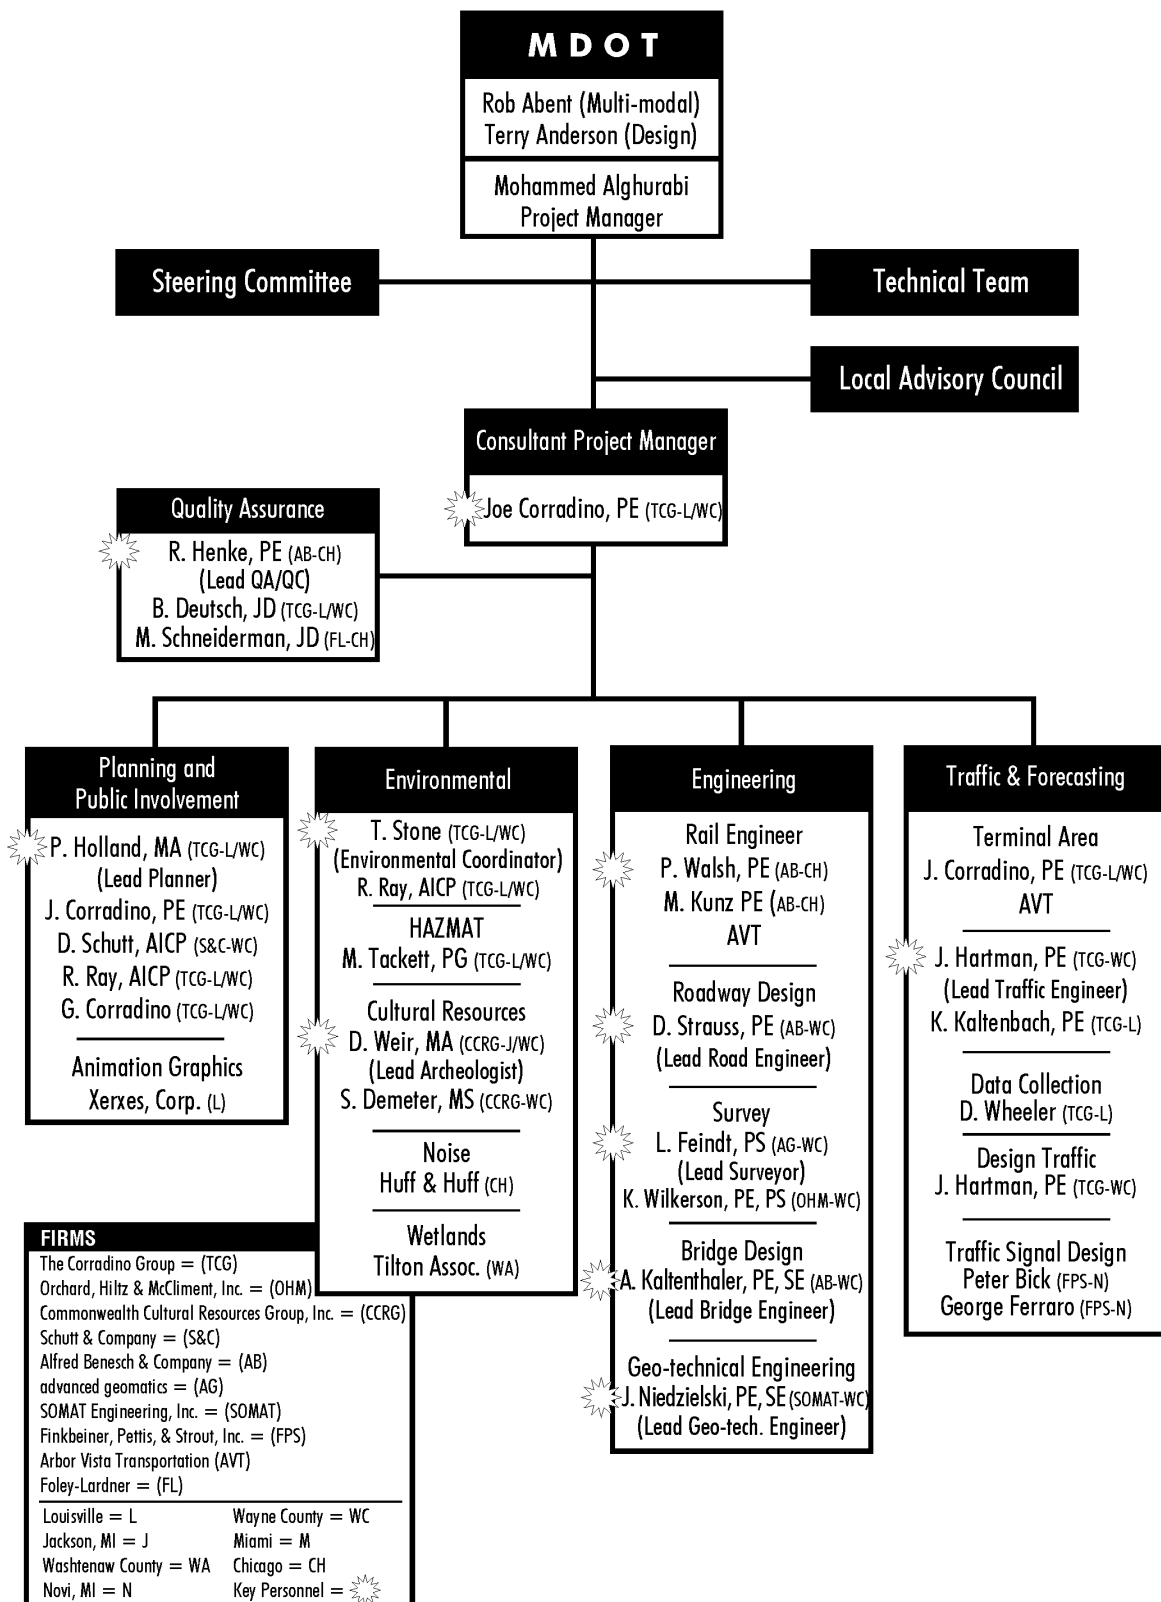 MDOT
Rob Abent (Multi-modal)
Terry Anderson (Design)
Mohammed Alghurabi
Project Manager
Steering Committee
Technical Team
Local Advisory Council
Consultant Project Manager
Joe Corradino, PE (TCG-L/WC)
Quality Assurance
R. Henke, PE (AB-CH)
(Lead QA/QC)
B. Deutsch, JD (TCG-L/WC)
M. Schneiderman, JD (FL-CH)
Planning and
Public Involvement
P. Holland, MA (TCG-L/WC)
(Lead Planner)
J. Corradino, PE (TCG-L/WC)
D. Schutt, AICP (S&C-WC)
R. Ray, AICP (TCG-L/WC)
G. Corradino (TCG-L/WC)
Animation Graphics
Xerxes, Corp. (L)
Environmental
T. Stone (TCG-L/WC)
(Environmental Coordinator)
R. Ray, AICP (TCG-L/WC)
HAZMAT
M. Tackett, PG (TCG-L/WC)
Cultural Resources
D. Weir, MA (CCRG-J/WC)
(Lead Archeologist)
S. Demeter, MS (CCRG-WC)
Noise
Huff & Huff (CH)
Wetlands
Tilton Assoc. (WA)
Engineering
Rail Engineer
P. Walsh, PE (AB-CH)
M. Kunz PE (AB-CH)
AVT
Roadway Design
D. Strauss, PE (AB-WC)
(Lead Road Engineer)
Survey
L. Feindt, PS (AG-WC)
(Lead Surveyor)
K. Wilkerson, PE, PS (OHM-WC)
Bridge Design
A. Kaltenthaler, PE, SE (AB-WC)
(Lead Bridge Engineer)
Geo-technical Engineering
J. Niedzielski, PE, SE (SOMAT-WC)
(Lead Geo-tech. Engineer)
Traffic & Forecasting
Terminal Area
J. Corradino, PE (TCG-L/WC)
AVT
J. Hartman, PE (TCG-WC)
(Lead Traffic Engineer)
K. Kaltenbach, PE (TCG-L)
Data Collection
D. Wheeler (TCG-L)
Design Traffic
J. Hartman, PE (TCG-WC)
Traffic Signal Design
Peter Bick (FPS-N)
George Ferraro (FPS-N)
FIRMS
The Corradino Group = (TCG)
Orchard, Hiltz & McCliment, Inc. = (OHM)
Commonwealth Cultural Resources Group, Inc. = (CCRG)
Schutt & Company = (S&C)
Alfred Benesch & Company = (AB)
advanced geomatics = (AG)
SOMAT Engineering, Inc. = (SOMAT)
Finkbeiner, Pettis, & Strout, Inc. = (FPS)
Arbor Vista Transportation (AVT)
Foley-Lardner = (FL)
Louisville = L
Jackson, MI = J
Washtenaw County = WA
Novi, MI = N
Wayne County = WC
Miami = M
Chicago = CH
Key Personnel =